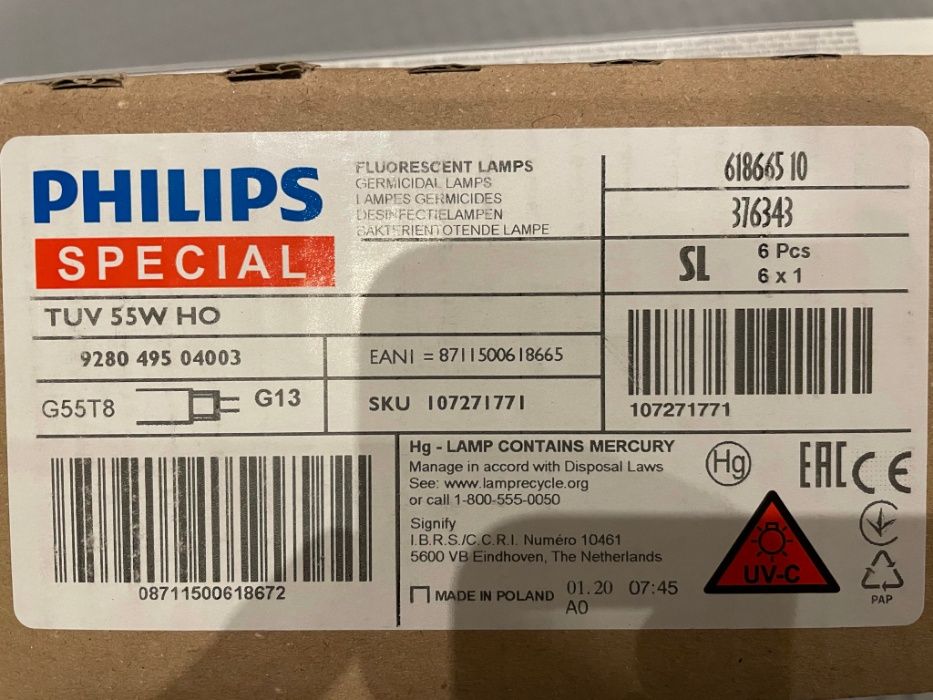 PHILIPS
SPECIAL
FLUORESCENT LAMPS
GERMICIDAL LAMPS
LAMPES GERMICIDES
DESINFECTIELAMPEN
BAKTERIENTOTENDE LAMPE
61866510
376343
SL
6 Pcs
6 x 1
TUV 55W HO
9280 495 04003
EAN1 = 8711500618665
G55T8
G13
SKU 107271771
107271771
08711500618672
Hg - LAMP CONTAINS MERCURY
Manage in accord with Disposal Laws
See: www.lamprecycle.org
or call 1-800-555-0050
Hg
EAC
CE
Signify
I.B.R.S./C.C.R.I. Numéro 10461
5600 VB Eindhoven, The Netherlands
MADE IN POLAND
01.20 07:45
A0
UV-C
PAP